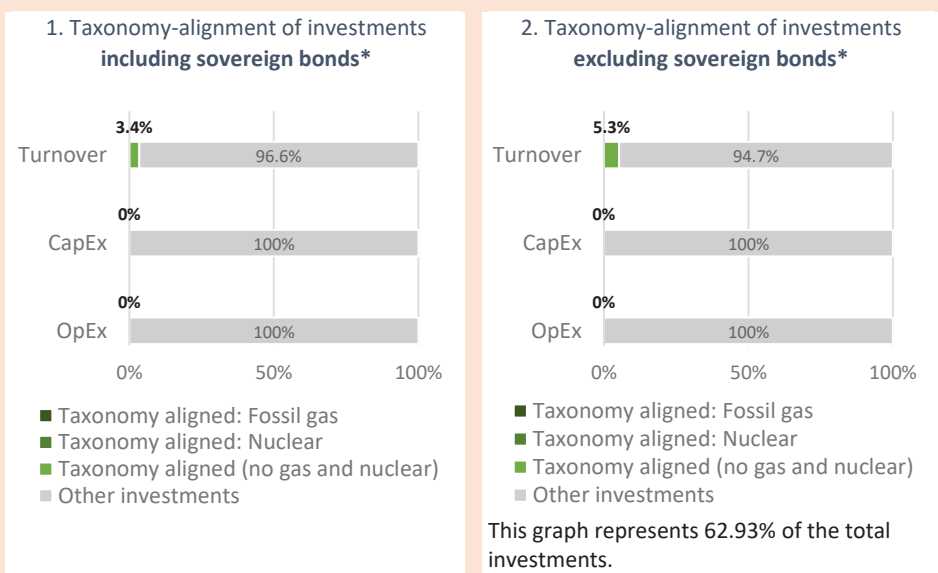 1. Taxonomy-alignment of investments
including sovereign bonds*
3.4%
Turnover
96.6%
0%
CapEx
100%
0%
OpEx
100%
0%
50%
100%
■ Taxonomy aligned: Fossil gas
■ Taxonomy aligned: Nuclear
■ Taxonomy aligned (no gas and nuclear)
■ Other investments
2. Taxonomy-alignment of investments
excluding sovereign bonds*
5.3%
Turnover
94.7%
0%
CapEx
100%
0%
OpEx
100%
0%
50%
100%
■ Taxonomy aligned: Fossil gas
■ Taxonomy aligned: Nuclear
■ Taxonomy aligned (no gas and nuclear)
■ Other investments
This graph represents 62.93% of the total
investments.